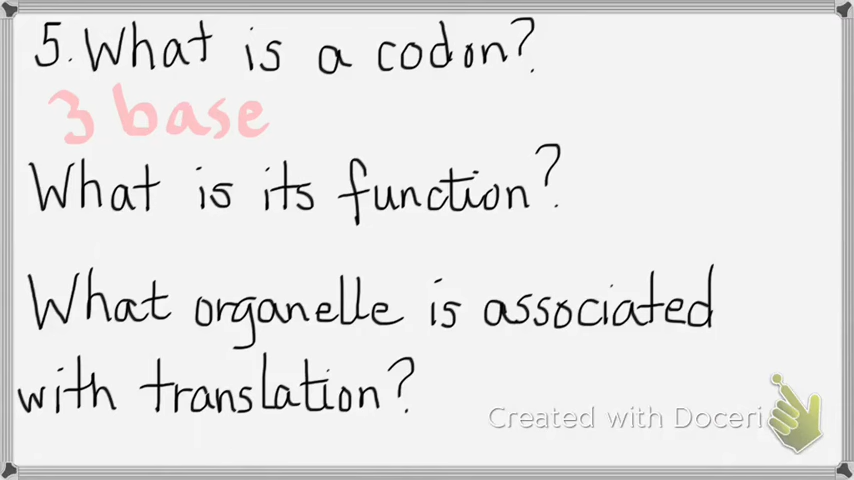 5. What is a codon?
3 base
What is its function?
What organelle is associated
with translation?
Created with Doceri